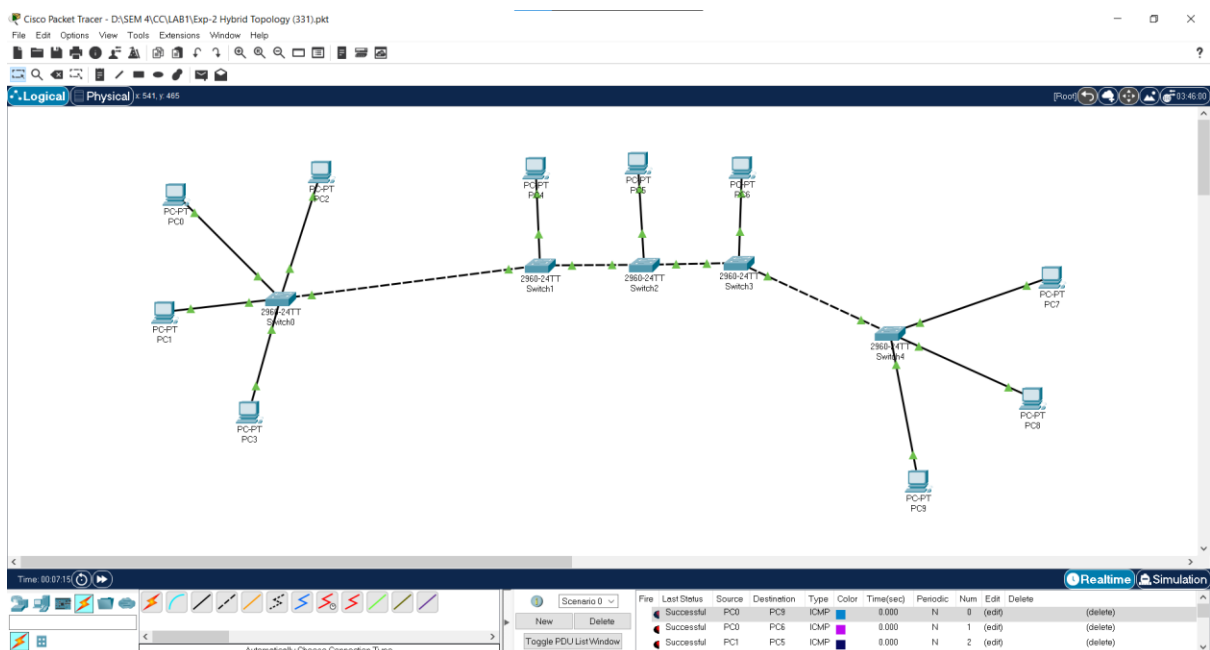 Cisco Packet Tracer - D:\SEM 4\CC\LAB1\Exp-2 Hybrid Topology (331).pkt
File Edit Options View Tools Extensions Window Help
?
Logical Physical x: 541, y: 465 [Root] 03:46:00
PC-PT
PC0
PC-PT
PC2
PC-PT
PC4
PC-PT
PC5
PC-PT
PC6
2960-24TT
Switch1
2960-24TT
Switch2
2960-24TT
Switch3
PC-PT
PC7
2960-24TT
Switch0
PC-PT
PC1
2960-24TT
Switch4
PC-PT
PC3
PC-PT
PC8
PC-PT
PC9
Time: 00:07:15 Realtime Simulation
Scenario 0
New Delete
Toggle PDU List Window
Fire Last Status Source Destination Type Color Time(sec) Periodic Num Edit Delete
Successful PC0 PC9 ICMP 0.000 N 0 (edit) (delete)
Successful PC0 PC6 ICMP 0.000 N 1 (edit) (delete)
Successful PC1 PC5 ICMP 0.000 N 2 (edit) (delete)
Automatically Choose Connection Type